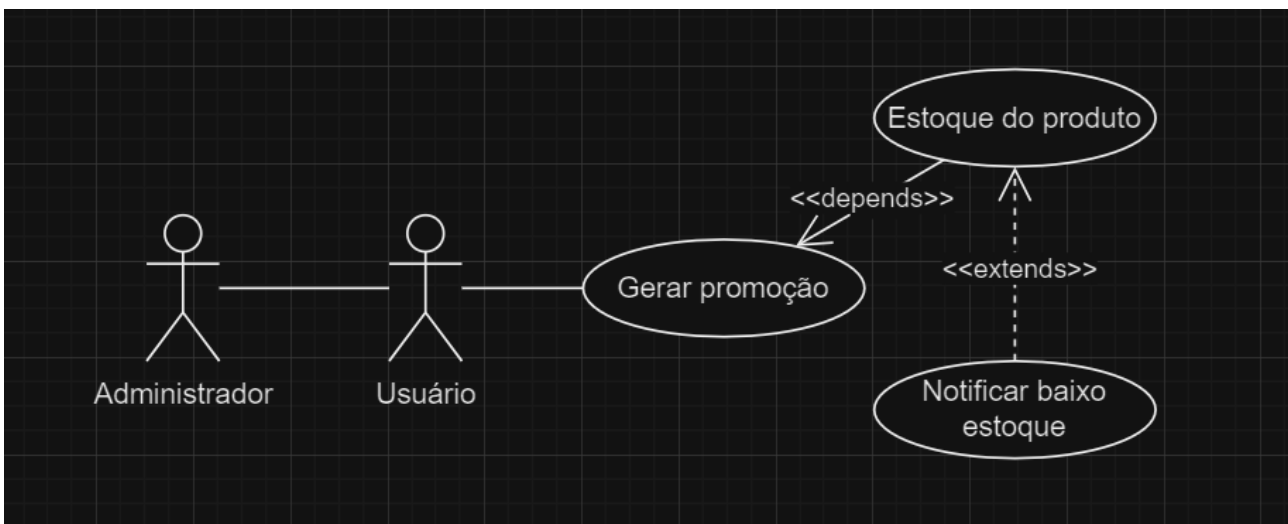 Estoque do produto
<<depends>>
Gerar promoção
<<extends>>
Administrador
Usuário
Notificar baixo
estoque